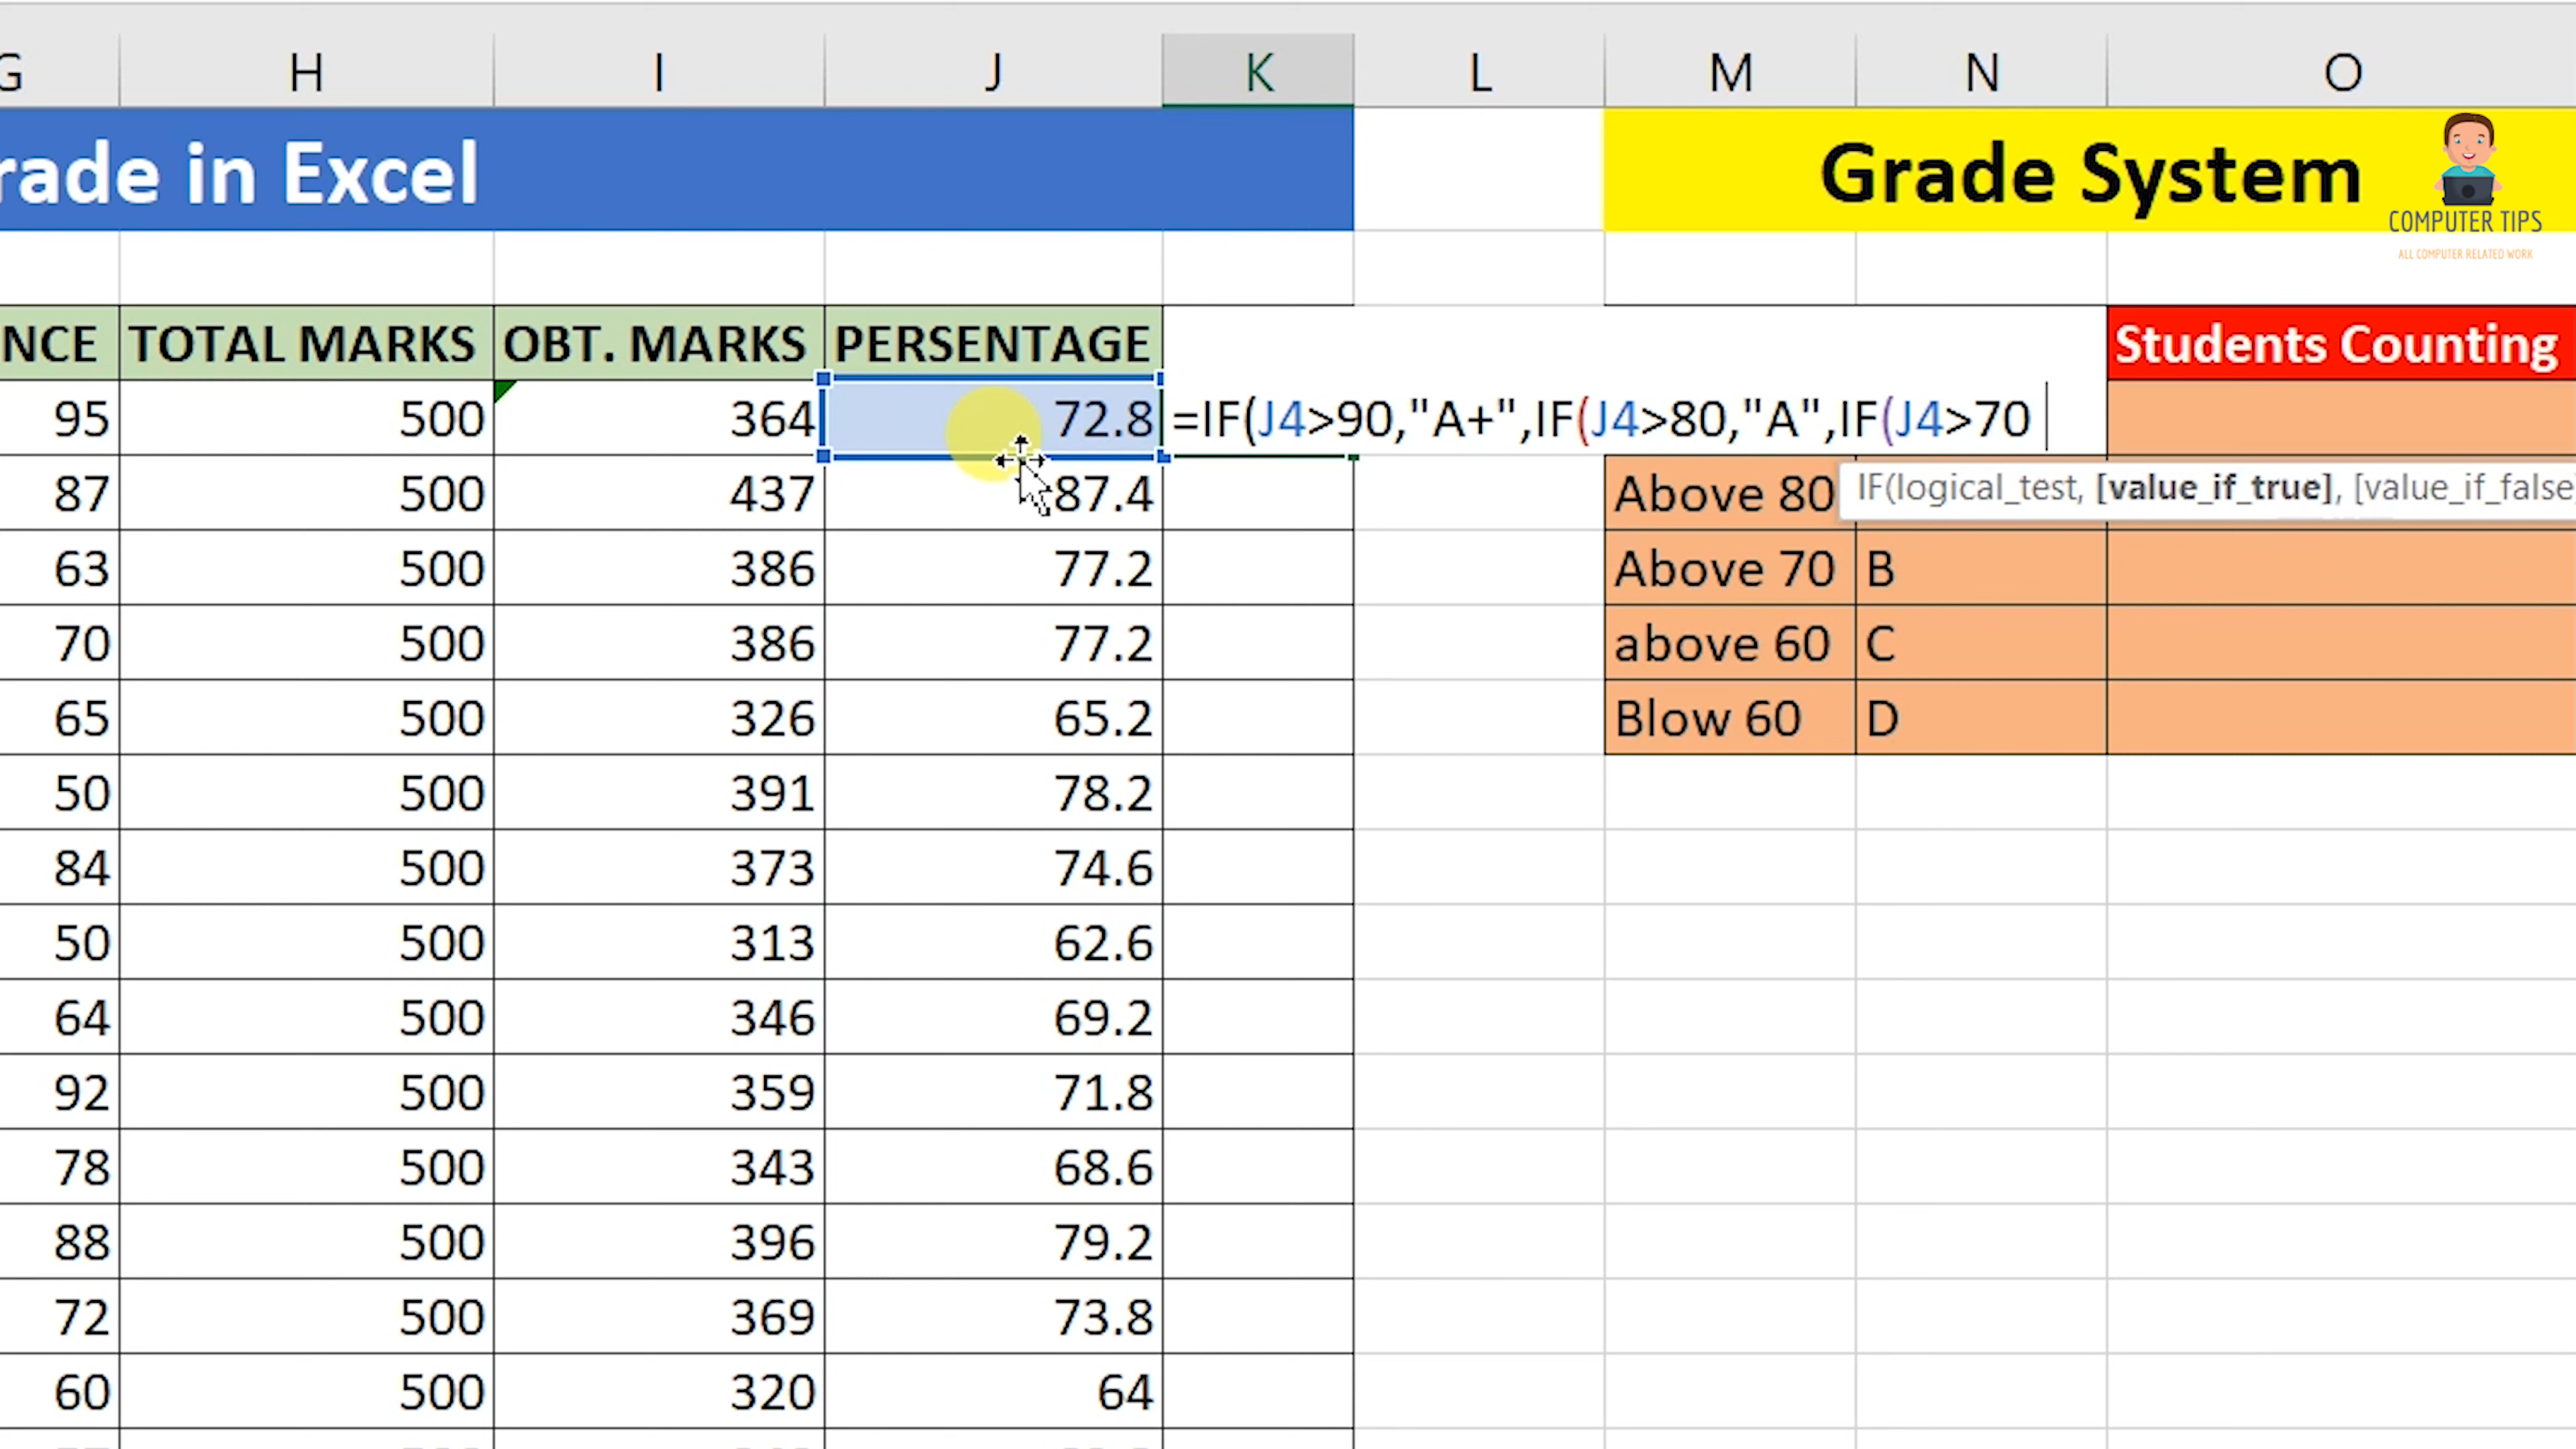 G H I J K L M N O
rade in Excel
Grade System
COMPUTER TIPS
ALL COMPUTER RELATED WORK
NCE TOTAL MARKS OBT. MARKS PERSENTAGE Students Counting
95 500 364 72.8 =IF(J4>90,"A+",IF(J4>80,"A",IF(J4>70
87 500 437 87.4 Above 80 IF(logical_test, [value_if_true], [value_if_false
63 500 386 77.2 Above 70 B
70 500 386 77.2 above 60 C
65 500 326 65.2 Blow 60 D
50 500 391 78.2
84 500 373 74.6
50 500 313 62.6
64 500 346 69.2
92 500 359 71.8
78 500 343 68.6
88 500 396 79.2
72 500 369 73.8
60 500 320 64